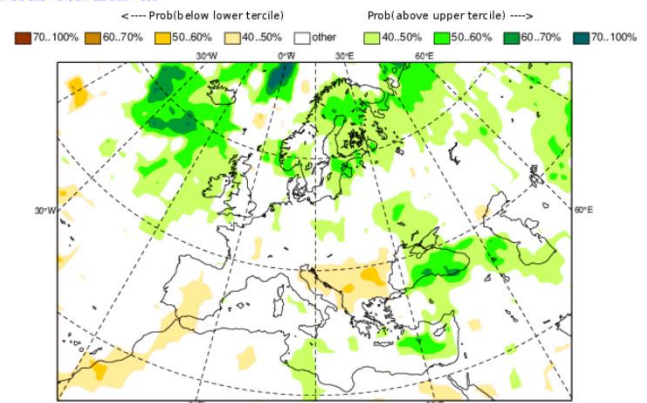 <---- Prob(below lower tercile) Prob(above upper tercile) ---->
70..100% 60..70% 50..60% 40..50% other 40..50% 50..60% 60..70% 70..100%
30°W 0°W 30°E 60°E
30°W 60°E